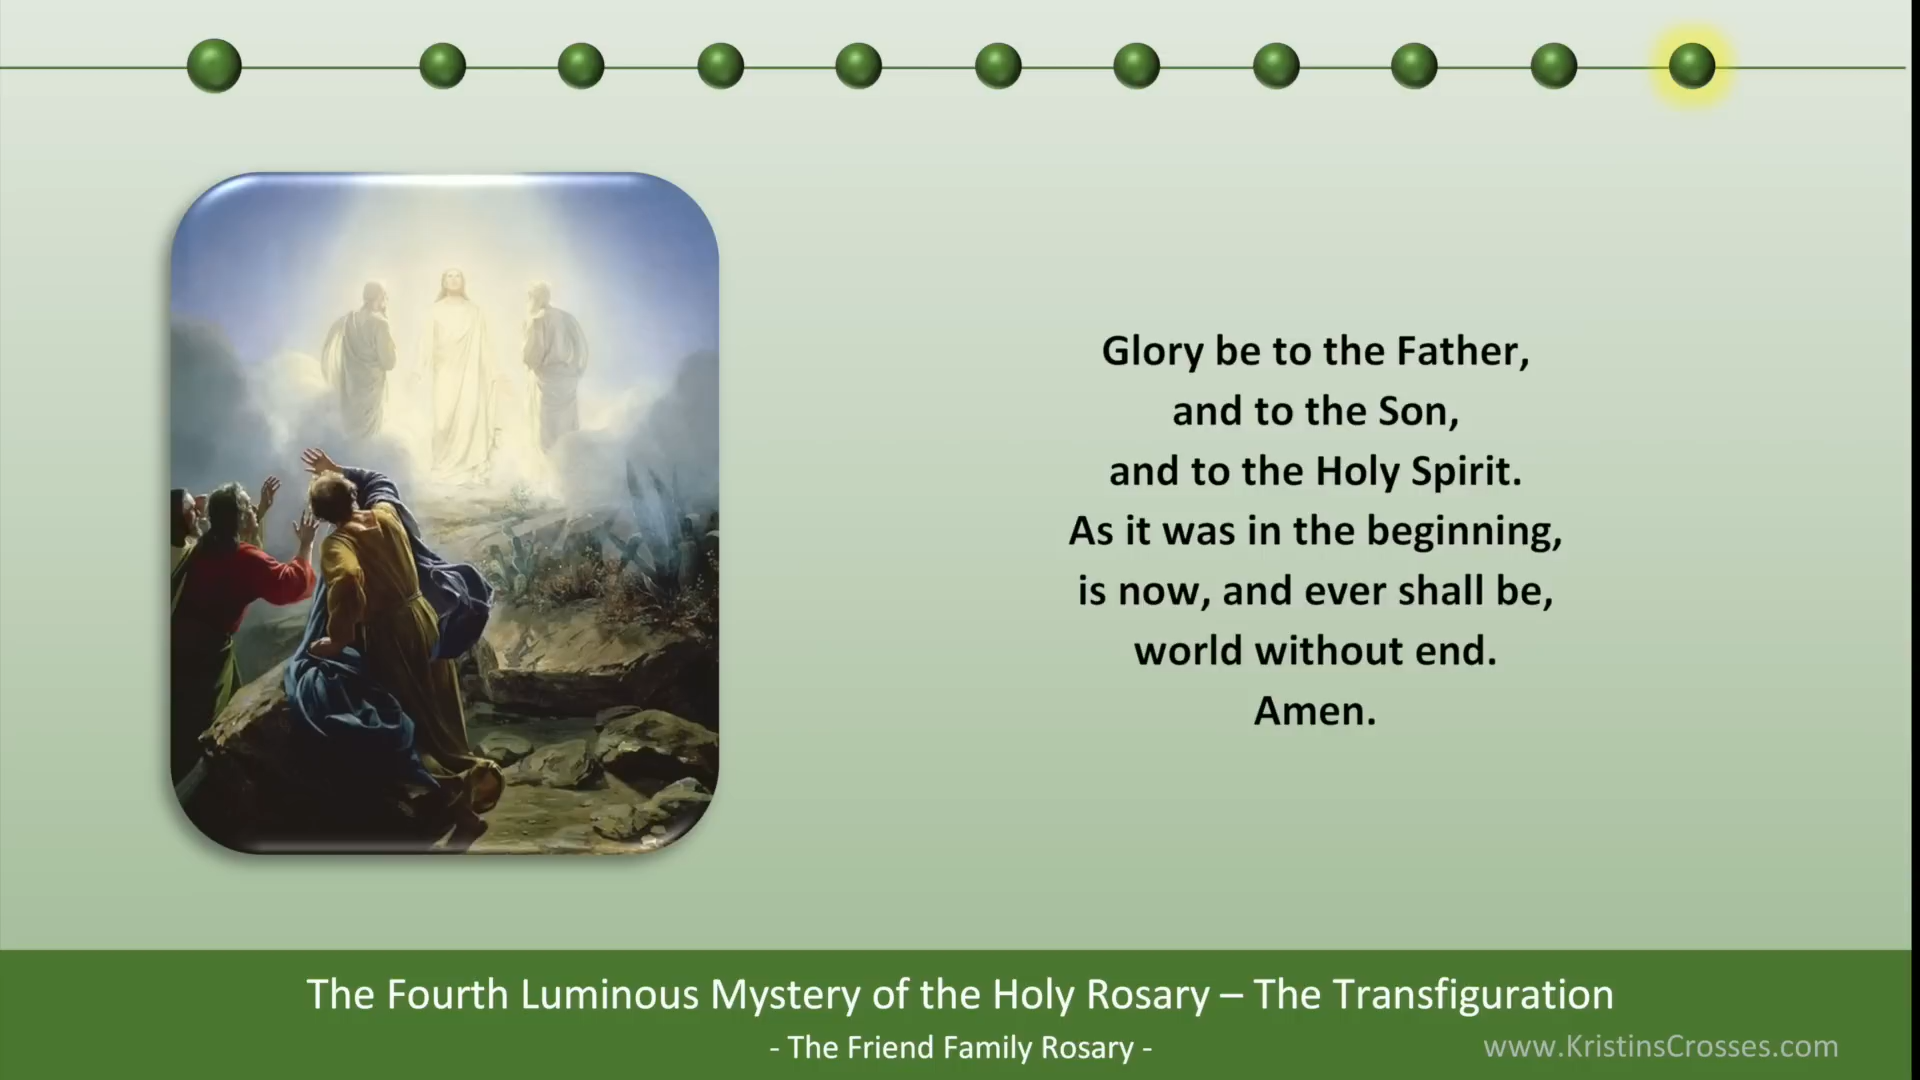 Glory be to the Father,
and to the Son,
and to the Holy Spirit.
As it was in the beginning,
is now, and ever shall be,
world without end.
Amen.
The Fourth Luminous Mystery of the Holy Rosary – The Transfiguration
- The Friend Family Rosary -
www.KristinsCrosses.com